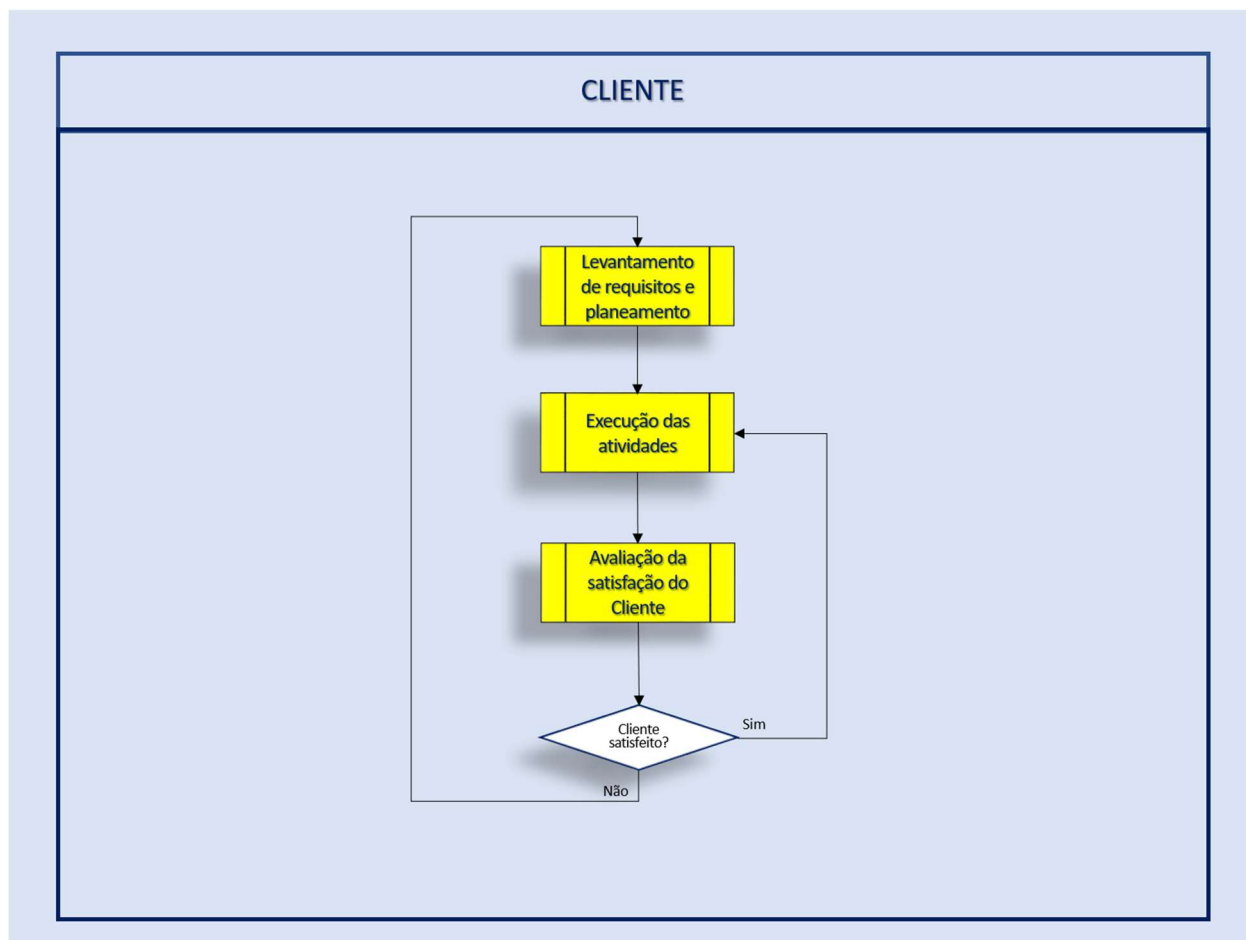 CLIENTE
Levantamento
de requisitos e
planeamento
Execução das
atividades
Avaliação da
satisfação do
Cliente
Cliente
satisfeito?
Sim
Não